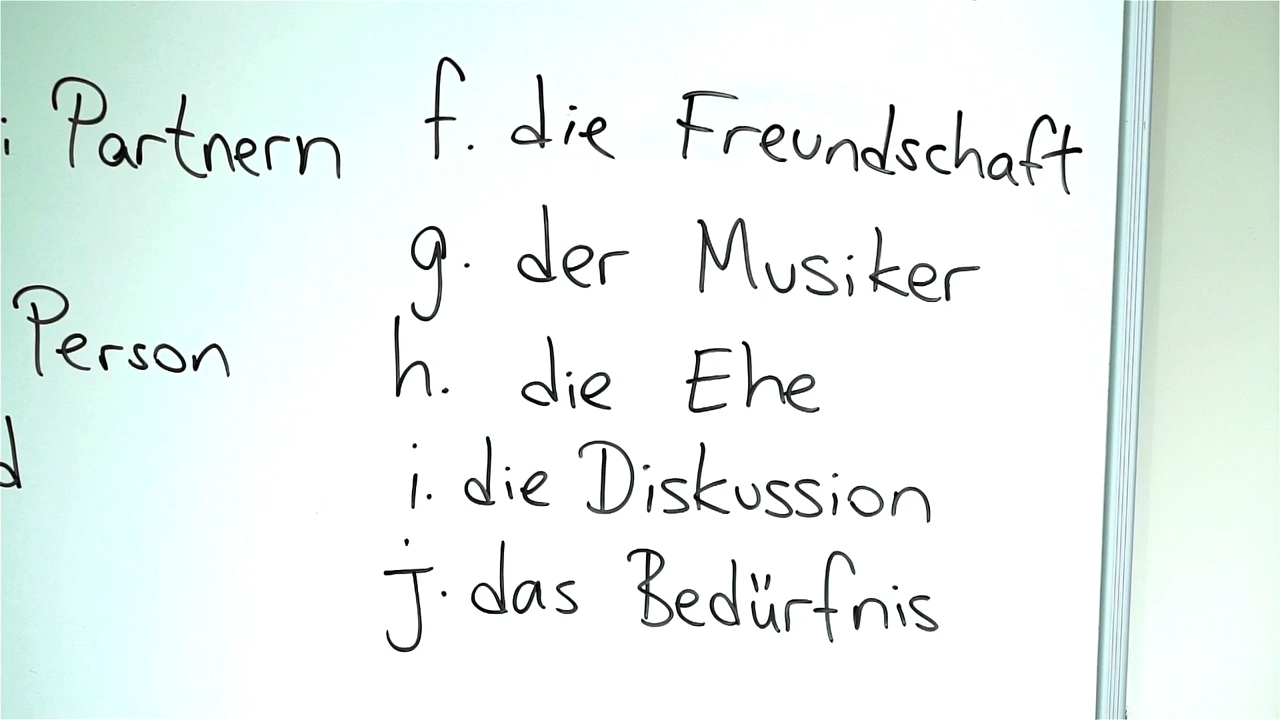 Partnern
Person
f. die Freundschaft
g. der Musiker
h. die Ehe
i. die Diskussion
j. das Bedürfnis